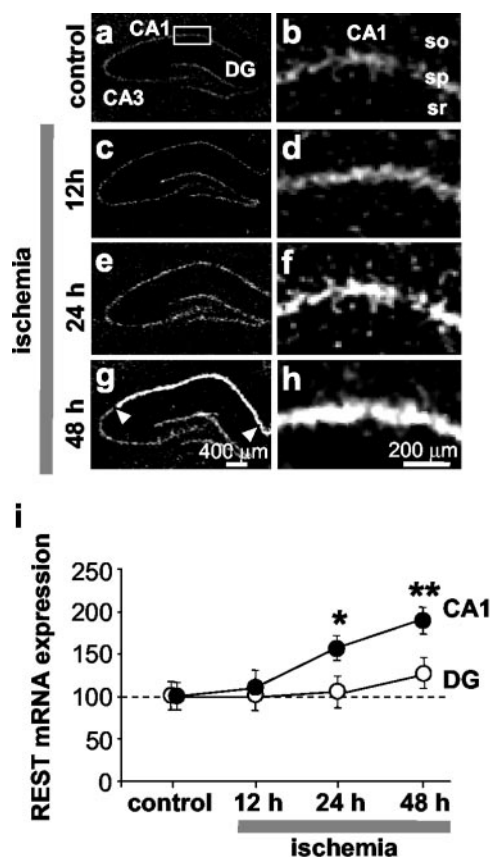 a
CA1
DG
CA3
b
CA1
so
sp
sr
control
c
d
12h
e
f
24 h
g
400 μm
h
200 μm
48 h
ischemia
i
REST mRNA expression
250
200
150
100
50
0
*
**
CA1
DG
control
12 h
24 h
48 h
ischemia